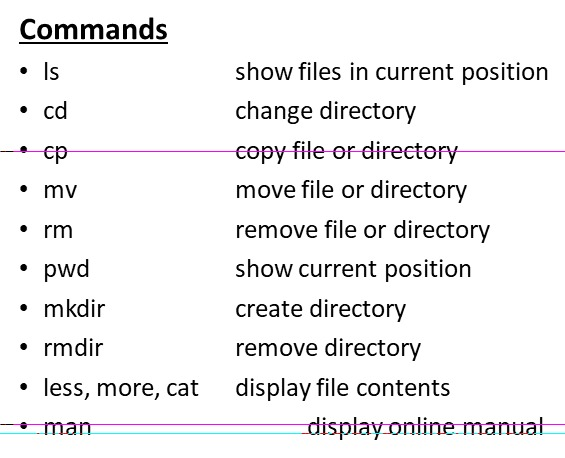 Commands
• ls show files in current position
• cd change directory
• cp copy file or directory
• mv move file or directory
• rm remove file or directory
• pwd show current position
• mkdir create directory
• rmdir remove directory
• less, more, cat display file contents
• man display online manual